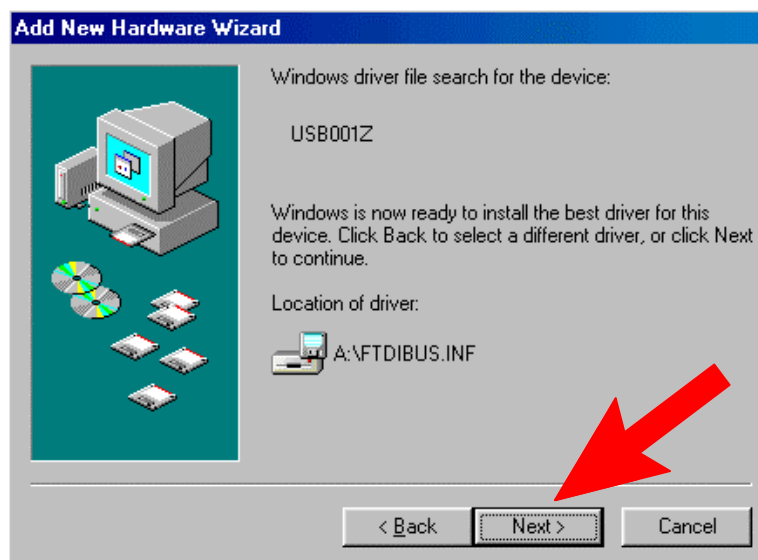 Add New Hardware Wizard
Windows driver file search for the device:
USB001Z
Windows is now ready to install the best driver for this
device. Click Back to select a different driver, or click Next
to continue.
Location of driver:
A:\FTDIBUS.INF
< Back
Next >
Cancel